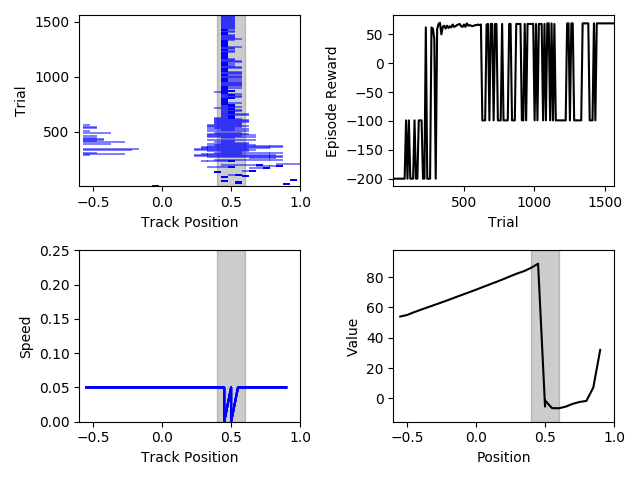 1500
1000
500
Trial
−0.5 0.0 0.5 1.0
Track Position
50
0
−50
−100
−150
−200
Episode Reward
500 1000 1500
Trial
0.25
0.20
0.15
0.10
0.05
0.00
Speed
−0.5 0.0 0.5 1.0
Track Position
80
60
40
20
0
Value
−0.5 0.0 0.5 1.0
Position